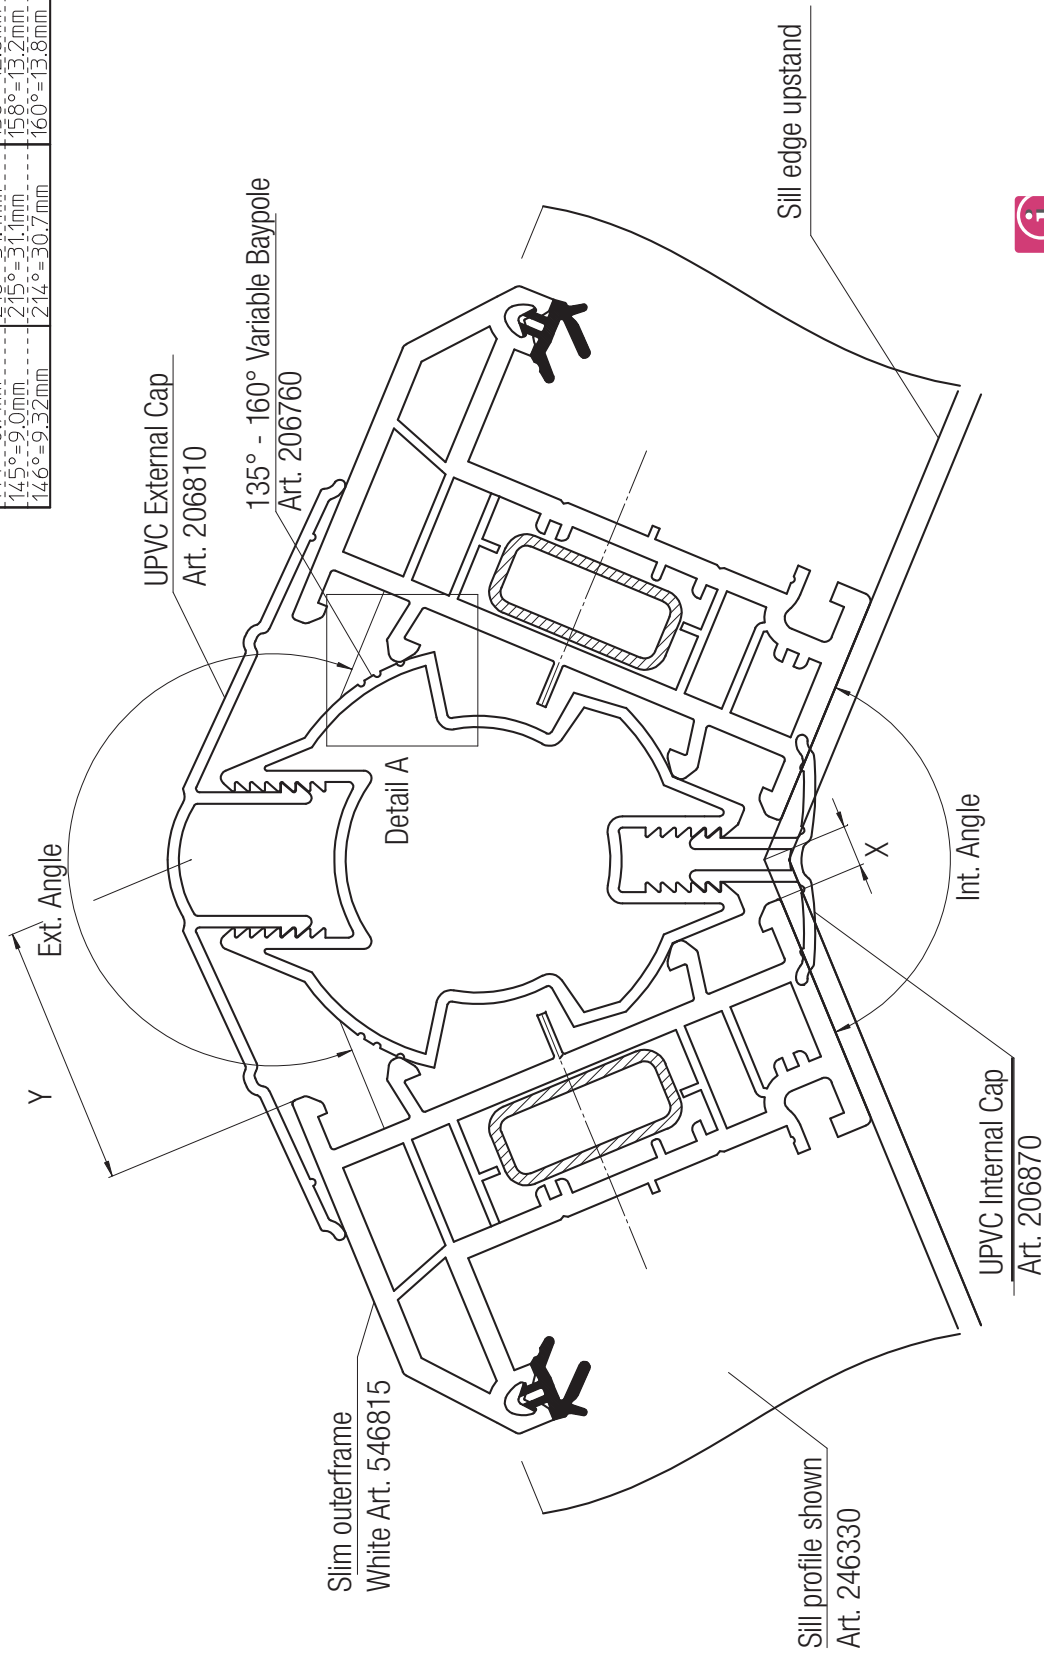 145°=9.0mm
215°=31.1mm
158°=13.2mm
146°=9.32mm
214°=30.7mm
160°=13.8mm
UPVC External Cap
Art. 206810
135° - 160° Variable Baypole
Art. 206760
Sill edge upstand
Ext. Angle
Y
Detail A
X
Int. Angle
Slim outerframe
White Art. 546815
Sill profile shown
Art. 246330
UPVC Internal Cap
Art. 206870
i